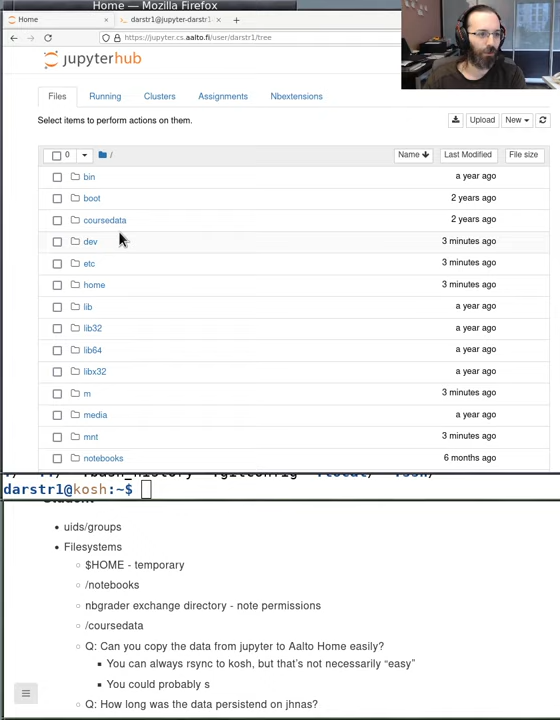 Home — Mozilla Firefox
Home × darstr1@jupyter-darstr1 ×
https://jupyter.cs.aalto.fi/user/darstr1/tree
jupyterhub
Files Running Clusters Assignments Nbextensions
Select items to perform actions on them.
Upload New
0 / Name Last Modified File size
bin a year ago
boot 2 years ago
coursedata 2 years ago
dev 3 minutes ago
etc 3 minutes ago
home 3 minutes ago
lib a year ago
lib32 a year ago
lib64 a year ago
libx32 a year ago
m 3 minutes ago
media a year ago
mnt 3 minutes ago
notebooks 6 months ago
darstr1@kosh:~$
uids/groups
Filesystems
$HOME - temporary
/notebooks
nbgrader exchange directory - note permissions
/coursedata
Q: Can you copy the data from jupyter to Aalto Home easily?
You can always rsync to kosh, but that's not necessarily “easy”
You could probably s
Q: How long was the data persistend on jhnas?